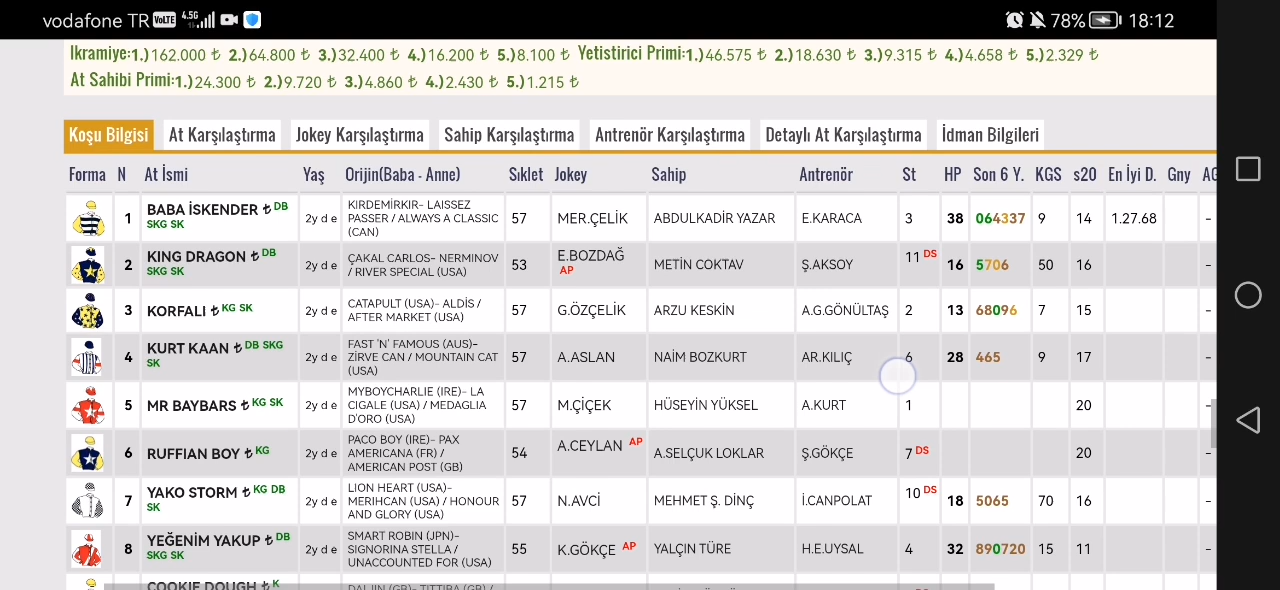 vodafone TR VoLTE 4.5G 78% 18:12
Ikramiye:1.)162.000 ₺ 2.)64.800 ₺ 3.)32.400 ₺ 4.)16.200 ₺ 5.)8.100 ₺ Yetistirici Primi:1.)46.575 ₺ 2.)18.630 ₺ 3.)9.315 ₺ 4.)4.658 ₺ 5.)2.329 ₺
At Sahibi Primi:1.)24.300 ₺ 2.)9.720 ₺ 3.)4.860 ₺ 4.)2.430 ₺ 5.)1.215 ₺
Koşu Bilgisi At Karşılaştırma Jokey Karşılaştırma Sahip Karşılaştırma Antrenör Karşılaştırma Detaylı At Karşılaştırma İdman Bilgileri
Forma N At İsmi Yaş Orijin(Baba - Anne) Sıklet Jokey Sahip Antrenör St HP Son 6 Y. KGS s20 En İyi D. Gny AG
1 BABA İSKENDER ₺ DB SKG SK 2y d e KIRDEMİRKIR- LAISSEZ PASSER / ALWAYS A CLASSIC (CAN) 57 MER.ÇELİK ABDULKADİR YAZAR E.KARACA 3 38 064337 9 14 1.27.68 -
2 KING DRAGON ₺ DB SKG SK 2y d e ÇAKAL CARLOS- NERMINOV / RIVER SPECIAL (USA) 53 E.BOZDAĞ AP METİN COKTAV Ş.AKSOY 11 DS 16 5706 50 16 -
3 KORFALI ₺ KG SK 2y d e CATAPULT (USA)- ALDİS / AFTER MARKET (USA) 57 G.ÖZÇELİK ARZU KESKİN A.G.GÖNÜLTAŞ 2 13 68096 7 15 -
4 KURT KAAN ₺ DB SKG SK 2y d e FAST 'N' FAMOUS (AUS)- ZİRVE CAN / MOUNTAIN CAT (USA) 57 A.ASLAN NAİM BOZKURT AR.KILIÇ 6 28 465 9 17 -
5 MR BAYBARS ₺ KG SK 2y d e MYBOYCHARLIE (IRE)- LA CIGALE (USA) / MEDAGLIA D'ORO (USA) 57 M.ÇİÇEK HÜSEYİN YÜKSEL A.KURT 1 20 -
6 RUFFIAN BOY ₺ KG 2y d e PACO BOY (IRE)- PAX AMERICANA (FR) / AMERICAN POST (GB) 54 A.CEYLAN AP A.SELÇUK LOKLAR Ş.GÖKÇE 7 DS 20 -
7 YAKO STORM ₺ KG DB SK 2y d e LION HEART (USA)- MERIHCAN (USA) / HONOUR AND GLORY (USA) 57 N.AVCİ MEHMET Ş. DİNÇ İ.CANPOLAT 10 DS 18 5065 70 16 -
8 YEĞENİM YAKUP ₺ DB SKG SK 2y d e SMART ROBIN (JPN)- SIGNORINA STELLA / UNACCOUNTED FOR (USA) 55 K.GÖKÇE AP YALÇIN TÜRE H.E.UYSAL 4 32 890720 15 11 -
COOKIE DOUGH ₺ K